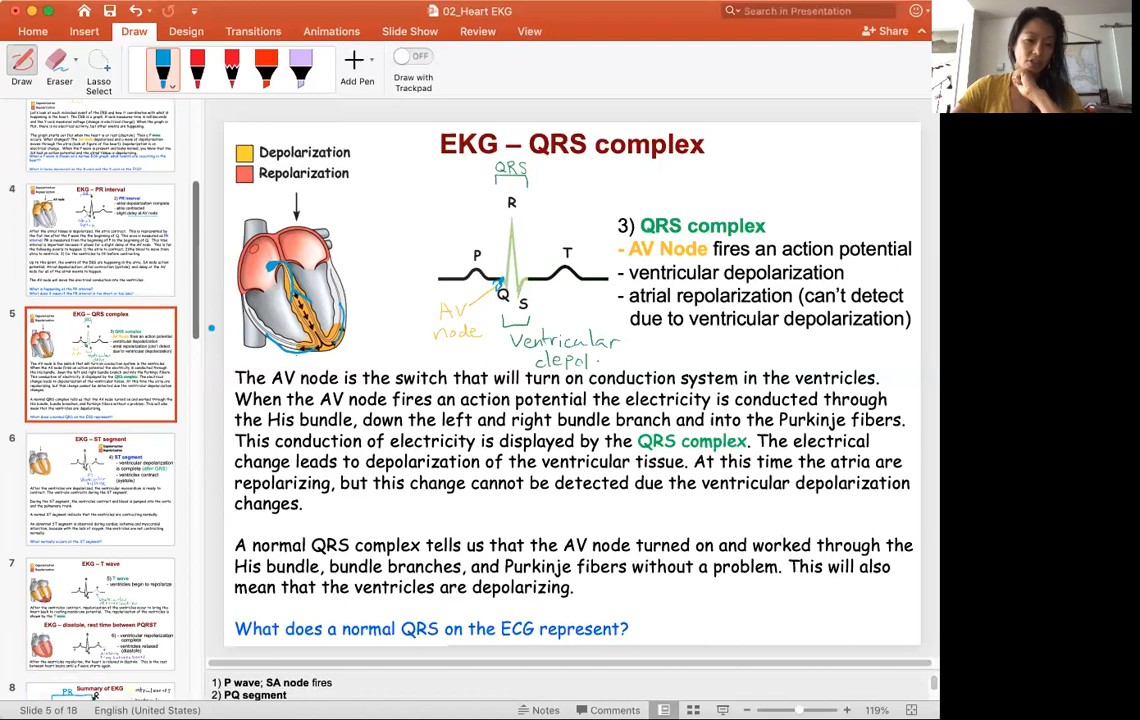 02_Heart EKG
Search in Presentation
Home Insert Draw Design Transitions Animations Slide Show Review View
Share
Draw
Eraser
Lasso
Select
Add Pen
OFF
Draw with
Trackpad
4
EKG – PR interval
5
EKG – QRS complex
6
EKG – ST segment
7
EKG – T wave
EKG – diastole, rest time between PQRST
8
Summary of EKG
EKG – QRS complex
Depolarization
Repolarization
QRS
R
P
T
Q
S
AV
node
Ventricular
depol.
3) QRS complex
- AV Node fires an action potential
- ventricular depolarization
- atrial repolarization (can't detect
due to ventricular depolarization)
The AV node is the switch that will turn on conduction system in the ventricles.
When the AV node fires an action potential the electricity is conducted through
the His bundle, down the left and right bundle branch and into the Purkinje fibers.
This conduction of electricity is displayed by the QRS complex. The electrical
change leads to depolarization of the ventricular tissue. At this time the atria are
repolarizing, but this change cannot be detected due the ventricular depolarization
changes.
A normal QRS complex tells us that the AV node turned on and worked through the
His bundle, bundle branches, and Purkinje fibers without a problem. This will also
mean that the ventricles are depolarizing.
What does a normal QRS on the ECG represent?
1) P wave; SA node fires
2) PQ segment
Slide 5 of 18 English (United States)
Notes Comments
119%